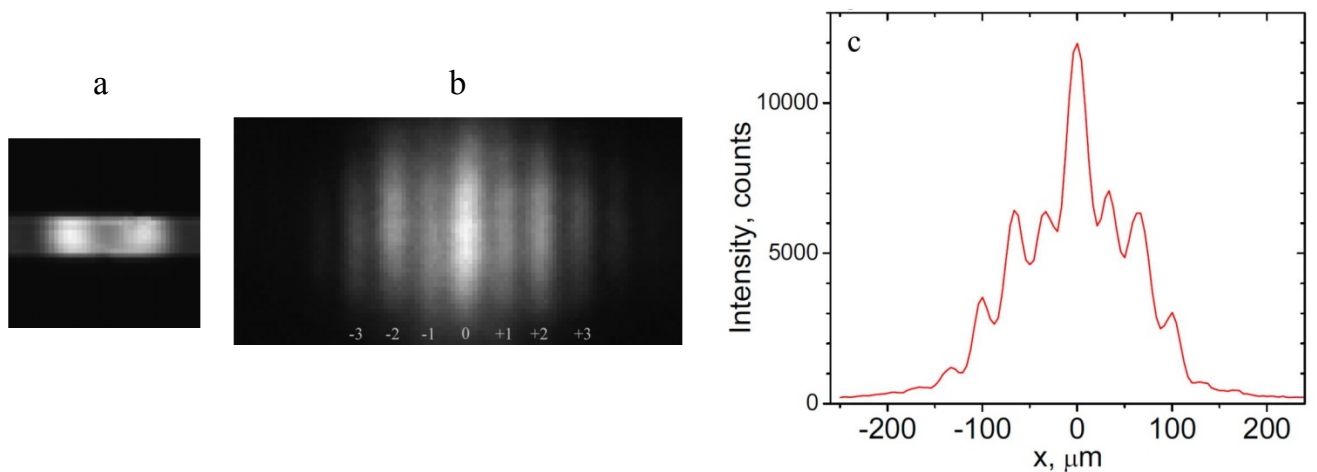 a
b
c
-3 -2 -1 0 +1 +2 +3
Intensity, counts
10000
5000
0
-200 -100 0 100 200
x, μm